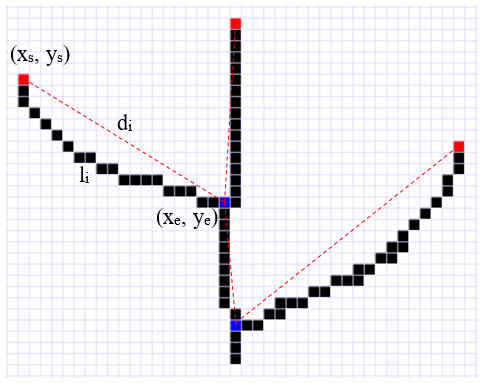 (xₛ, yₛ)
dᵢ
lᵢ
(xₑ, yₑ)